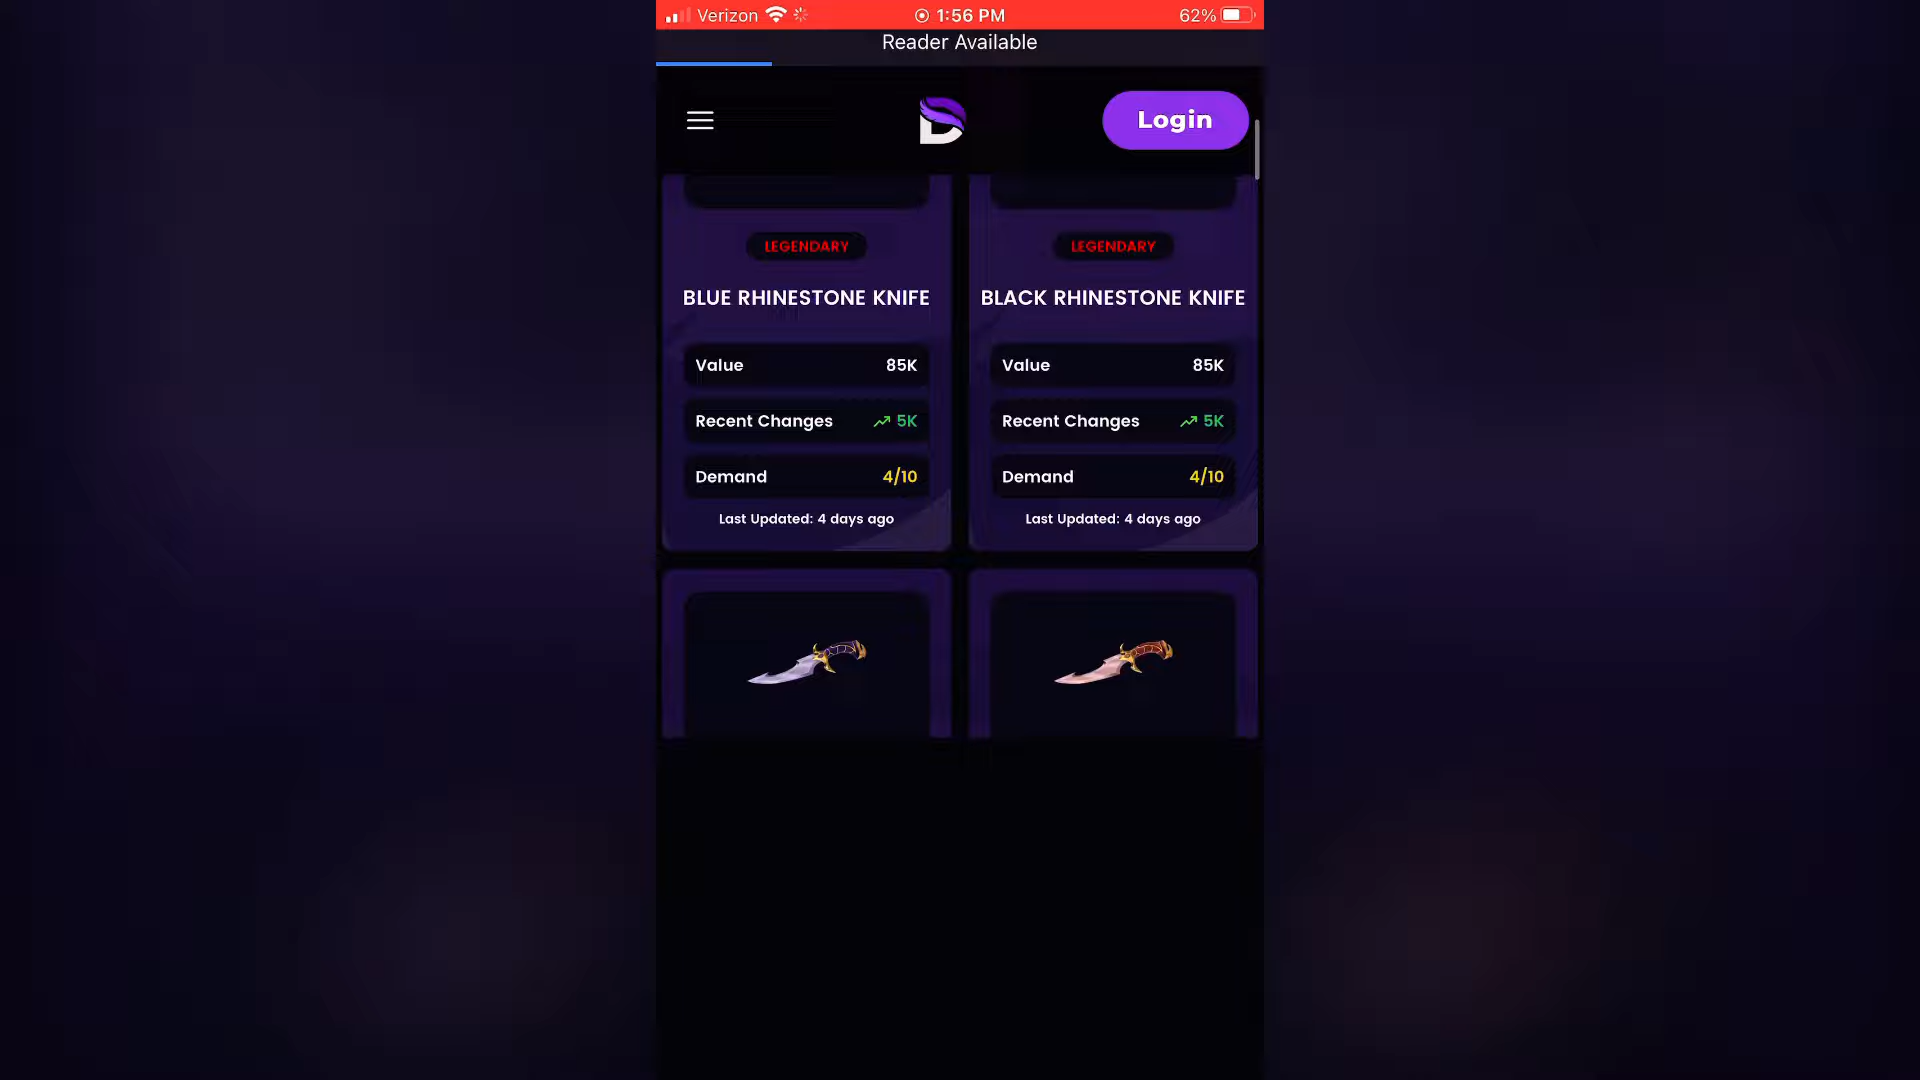 Verizon 1:56 PM 62%
Reader Available
Login
LEGENDARY LEGENDARY
BLUE RHINESTONE KNIFE BLACK RHINESTONE KNIFE
Value 85K Value 85K
Recent Changes 5K Recent Changes 5K
Demand 4/10 Demand 4/10
Last Updated: 4 days ago Last Updated: 4 days ago